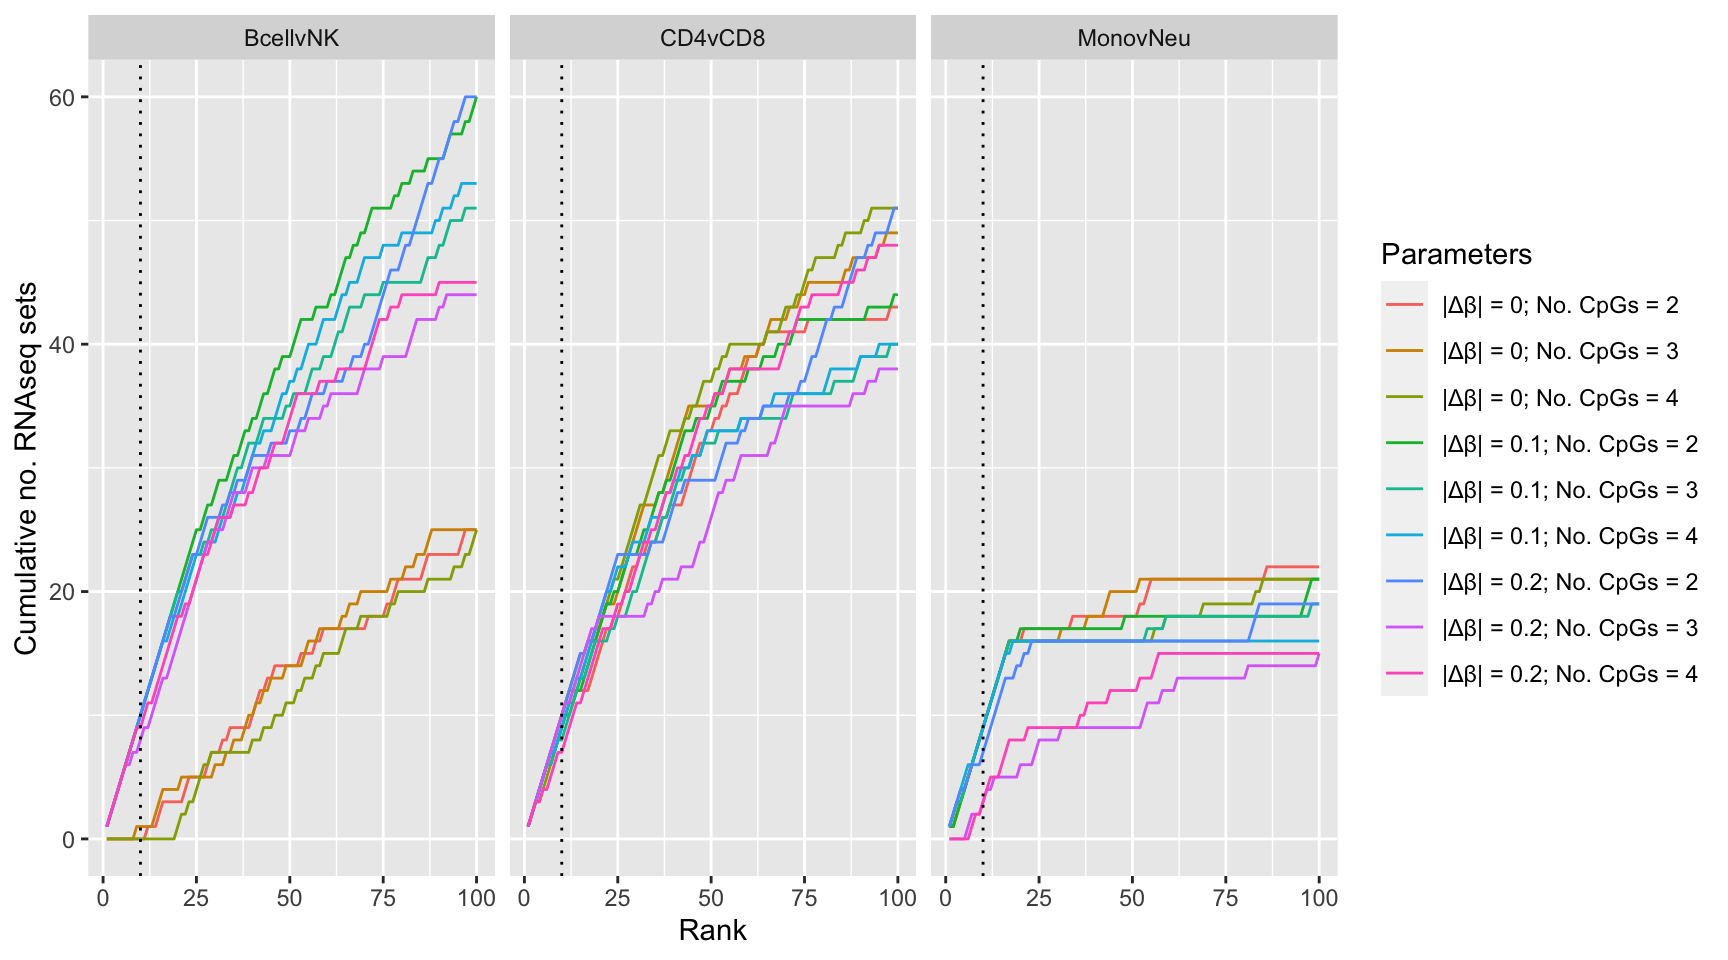 BcellvNK
CD4vCD8
MonovNeu
Cumulative no. RNAseq sets
60
40
20
0
0 25 50 75 100
0 25 50 75 100
0 25 50 75 100
Rank
Parameters
|Δβ| = 0; No. CpGs = 2
|Δβ| = 0; No. CpGs = 3
|Δβ| = 0; No. CpGs = 4
|Δβ| = 0.1; No. CpGs = 2
|Δβ| = 0.1; No. CpGs = 3
|Δβ| = 0.1; No. CpGs = 4
|Δβ| = 0.2; No. CpGs = 2
|Δβ| = 0.2; No. CpGs = 3
|Δβ| = 0.2; No. CpGs = 4